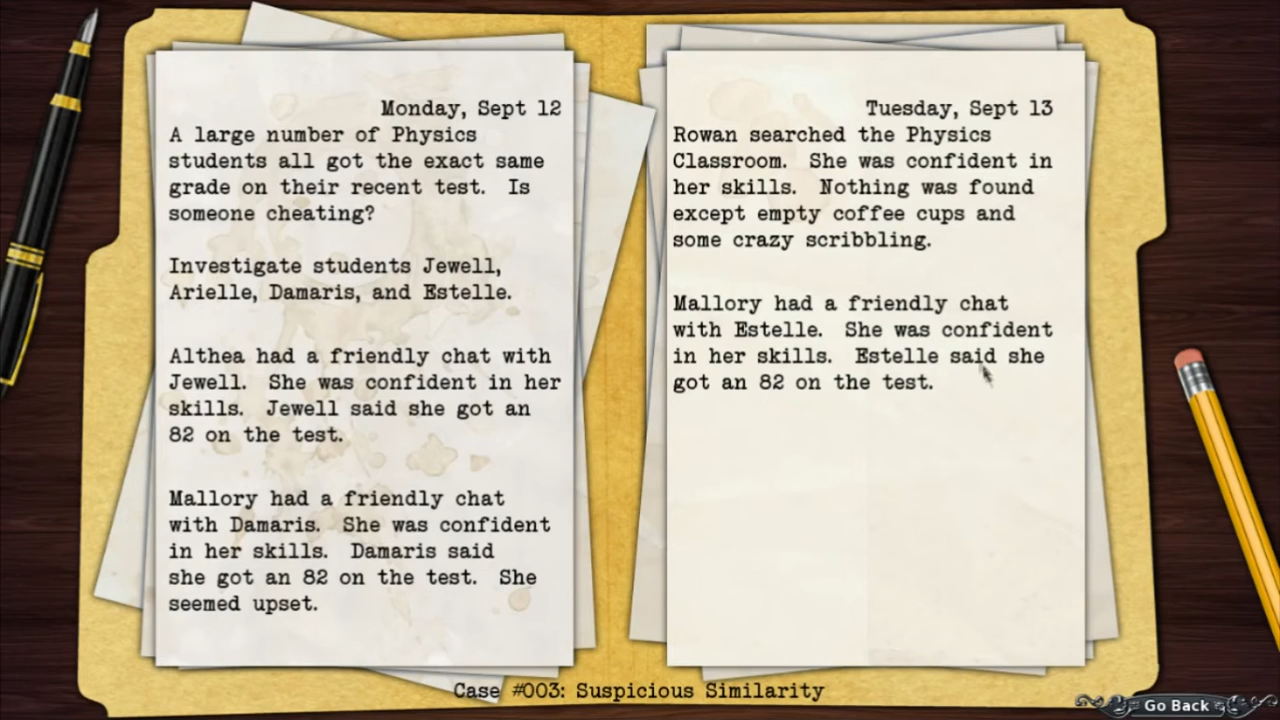 Monday, Sept 12
A large number of Physics
students all got the exact same
grade on their recent test.  Is
someone cheating?
Investigate students Jewell,
Arielle, Damaris, and Estelle.
Althea had a friendly chat with
Jewell.  She was confident in her
skills.  Jewell said she got an
82 on the test.
Mallory had a friendly chat
with Damaris.  She was confident
in her skills.  Damaris said
she got an 82 on the test.  She
seemed upset.
Tuesday, Sept 13
Rowan searched the Physics
Classroom.  She was confident in
her skills.  Nothing was found
except empty coffee cups and
some crazy scribbling.
Mallory had a friendly chat
with Estelle.  She was confident
in her skills.  Estelle said she
got an 82 on the test.
Case #003: Suspicious Similarity
Go Back